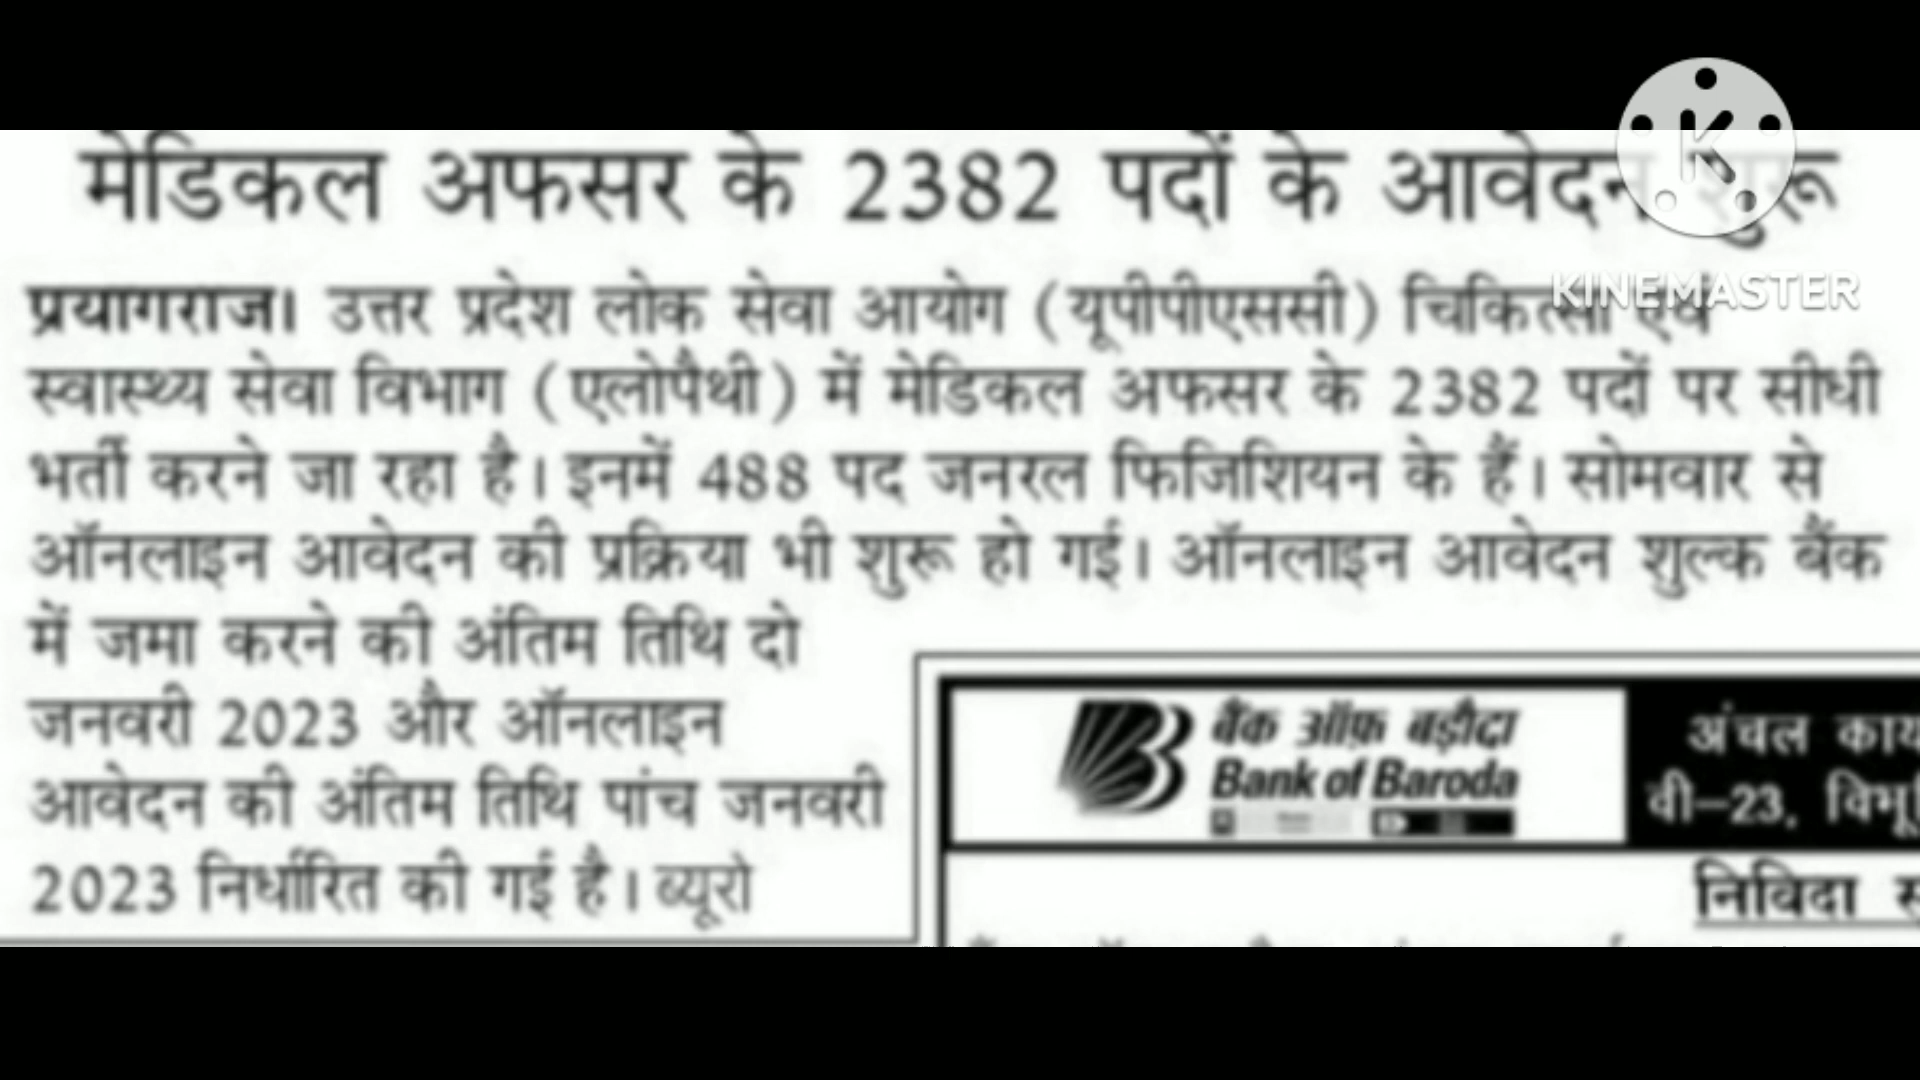 मेडिकल अफसर के 2382 पदों के आवेदन शुरू
KINEMASTER
प्रयागराज। उत्तर प्रदेश लोक सेवा आयोग (यूपीपीएससी) चिकित्सा एवं
स्वास्थ्य सेवा विभाग (एलोपैथी) में मेडिकल अफसर के 2382 पदों पर सीधी
भर्ती करने जा रहा है। इनमें 488 पद जनरल फिजिशियन के हैं। सोमवार से
ऑनलाइन आवेदन की प्रक्रिया भी शुरू हो गई। ऑनलाइन आवेदन शुल्क बैंक
में जमा करने की अंतिम तिथि दो
जनवरी 2023 और ऑनलाइन
आवेदन की अंतिम तिथि पांच जनवरी
2023 निर्धारित की गई है। ब्यूरो
बैंक ऑफ़ बड़ौदा
Bank of Baroda
अंचल काय
वी-23, विभू
निविदा